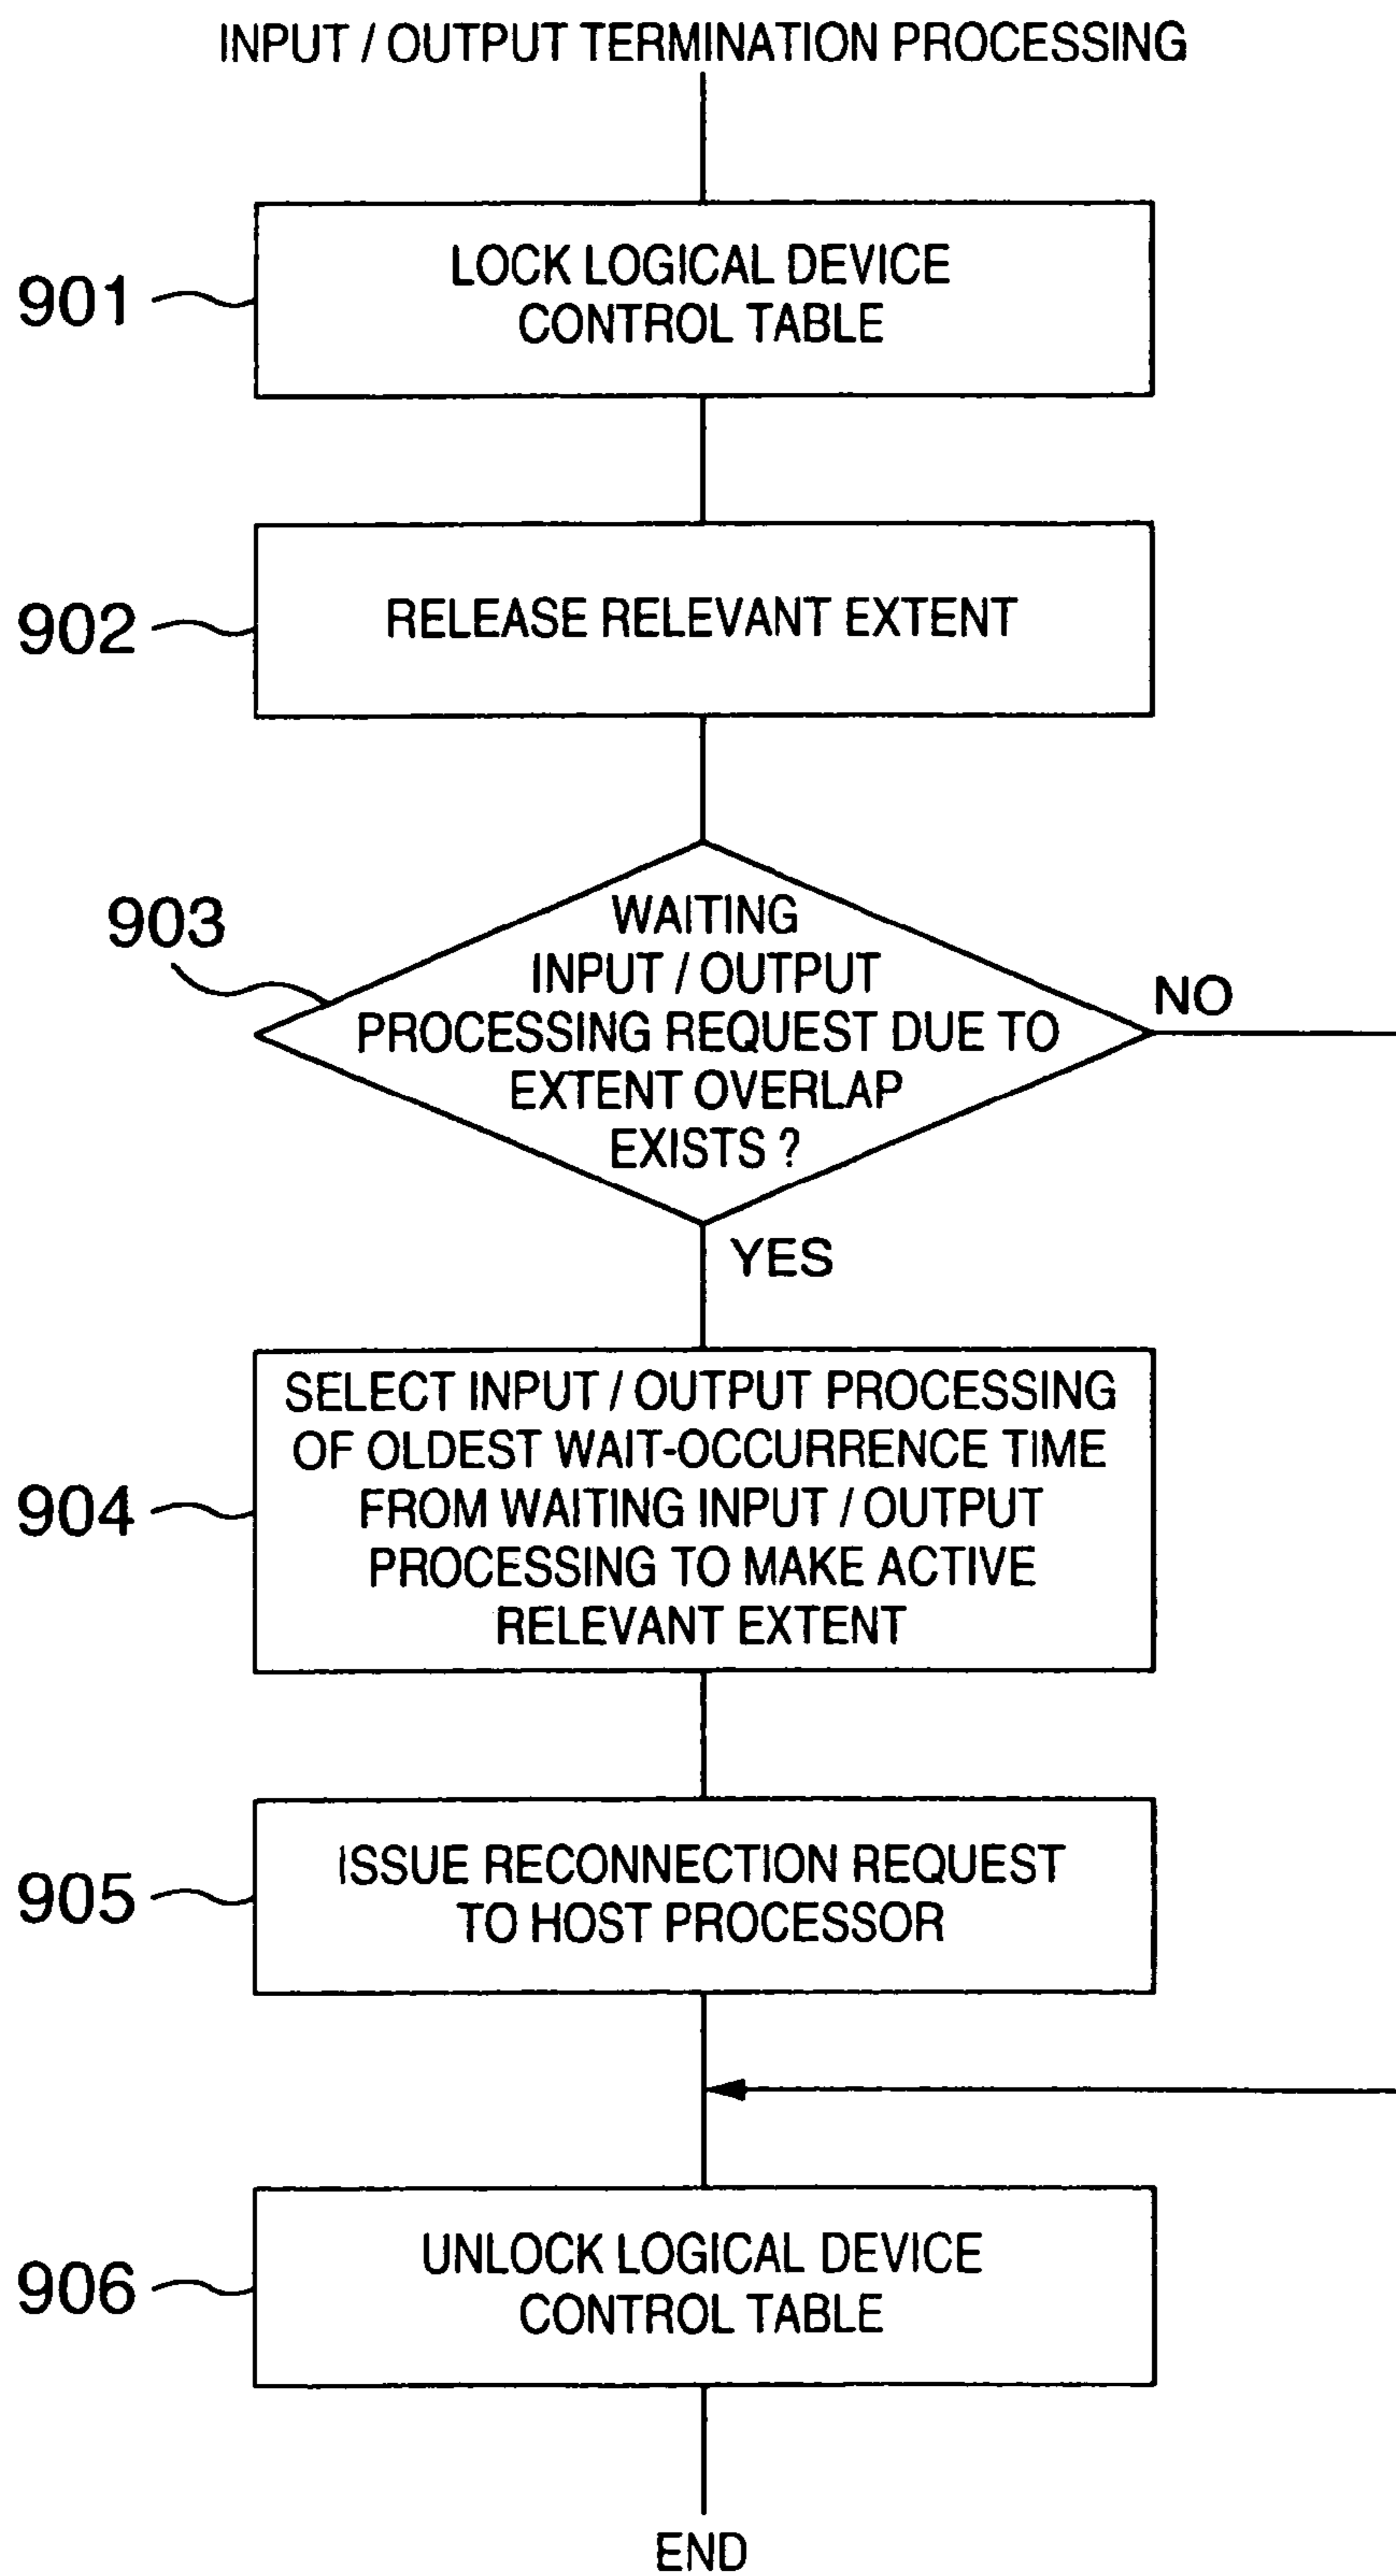 INPUT / OUTPUT TERMINATION PROCESSING
901
LOCK LOGICAL DEVICE
CONTROL TABLE
902
RELEASE RELEVANT EXTENT
903
WAITING
INPUT / OUTPUT
PROCESSING REQUEST DUE TO
EXTENT OVERLAP
EXISTS ?
NO
YES
904
SELECT INPUT / OUTPUT PROCESSING
OF OLDEST WAIT-OCCURRENCE TIME
FROM WAITING INPUT / OUTPUT
PROCESSING TO MAKE ACTIVE
RELEVANT EXTENT
905
ISSUE RECONNECTION REQUEST
TO HOST PROCESSOR
906
UNLOCK LOGICAL DEVICE
CONTROL TABLE
END